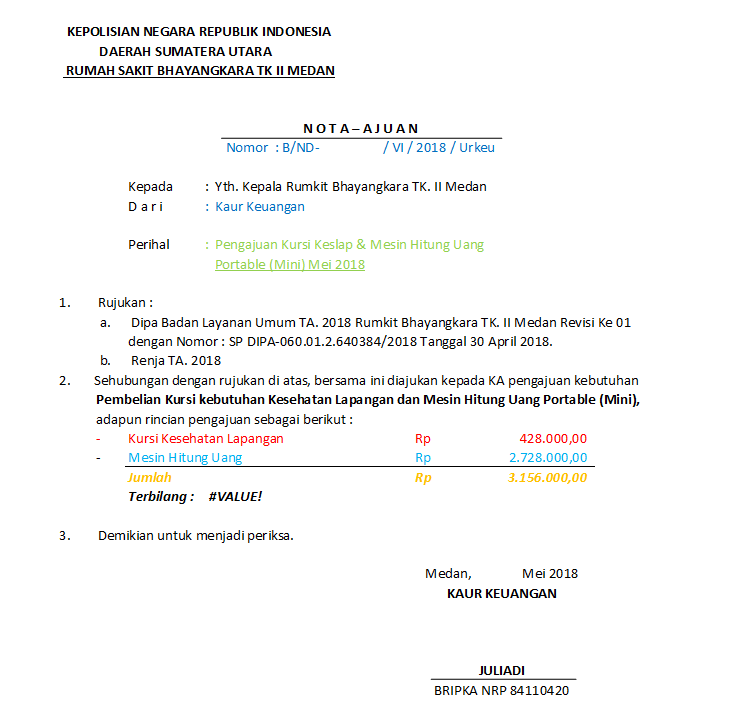 KEPOLISIAN NEGARA REPUBLIK INDONESIA
DAERAH SUMATERA UTARA
RUMAH SAKIT BHAYANGKARA TK II MEDAN
N O T A – A J U A N
Nomor : B/ND- / VI / 2018 / Urkeu
Kepada : Yth. Kepala Rumkit Bhayangkara TK. II Medan
D a r i : Kaur Keuangan
Perihal : Pengajuan Kursi Keslap & Mesin Hitung Uang
Portable (Mini) Mei 2018
1. Rujukan :
a. Dipa Badan Layanan Umum TA. 2018 Rumkit Bhayangkara TK. II Medan Revisi Ke 01
dengan Nomor : SP DIPA-060.01.2.640384/2018 Tanggal 30 April 2018.
b. Renja TA. 2018
2. Sehubungan dengan rujukan di atas, bersama ini diajukan kepada KA pengajuan kebutuhan
Pembelian Kursi kebutuhan Kesehatan Lapangan dan Mesin Hitung Uang Portable (Mini),
adapun rincian pengajuan sebagai berikut :
- Kursi Kesehatan Lapangan Rp 428.000,00
- Mesin Hitung Uang Rp 2.728.000,00
Jumlah Rp 3.156.000,00
Terbilang : #VALUE!
3. Demikian untuk menjadi periksa.
Medan, Mei 2018
KAUR KEUANGAN
JULIADI
BRIPKA NRP 84110420